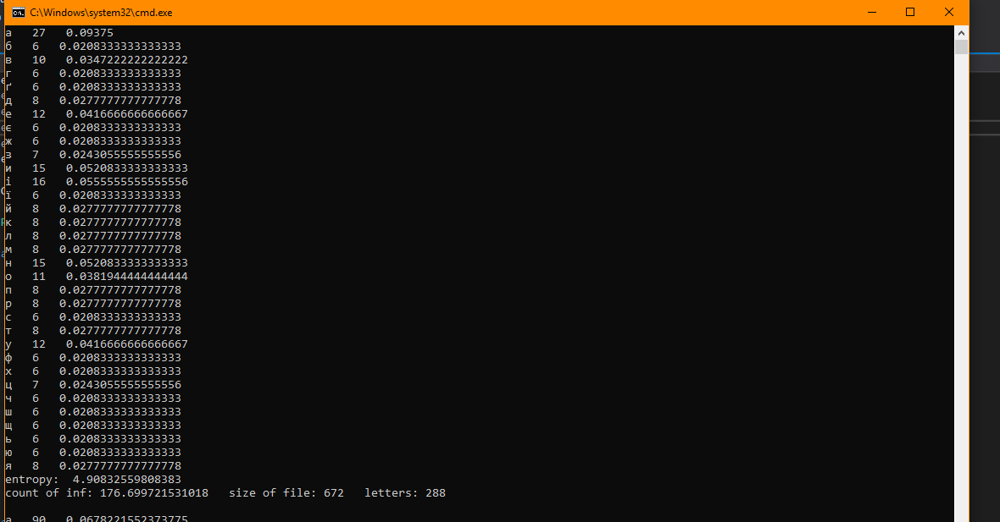 C:\Windows\system32\cmd.exe
а 27 0.09375
б 6 0.0208333333333333
в 10 0.0347222222222222
г 6 0.0208333333333333
ґ 6 0.0208333333333333
д 8 0.0277777777777778
е 12 0.0416666666666667
є 6 0.0208333333333333
ж 6 0.0208333333333333
з 7 0.0243055555555556
и 15 0.0520833333333333
і 16 0.0555555555555556
ї 6 0.0208333333333333
й 8 0.0277777777777778
к 8 0.0277777777777778
л 8 0.0277777777777778
м 8 0.0277777777777778
н 15 0.0520833333333333
о 11 0.0381944444444444
п 8 0.0277777777777778
р 8 0.0277777777777778
с 6 0.0208333333333333
т 8 0.0277777777777778
у 12 0.0416666666666667
ф 6 0.0208333333333333
х 6 0.0208333333333333
ц 7 0.0243055555555556
ч 6 0.0208333333333333
ш 6 0.0208333333333333
щ 6 0.0208333333333333
ь 6 0.0208333333333333
ю 6 0.0208333333333333
я 8 0.0277777777777778
entropy: 4.90832559808383
count of inf: 176.699721531018 size of file: 672 letters: 288
а 90 0.0678221552373775